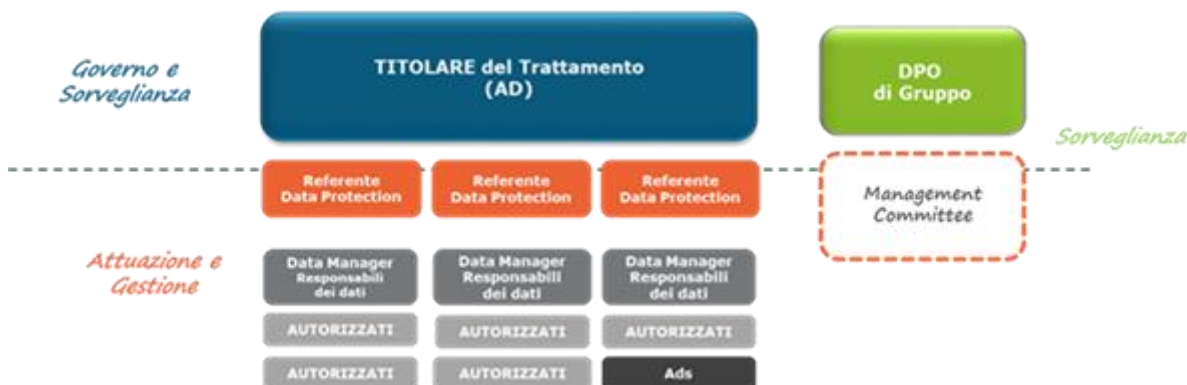 Governo e
Sorveglianza
TITOLARE del Trattamento
(AD)
DPO
di Gruppo
Sorveglianza
Referente
Data Protection
Referente
Data Protection
Referente
Data Protection
Management
Committee
Attuazione e
Gestione
Data Manager
Responsabili
dei dati
Data Manager
Responsabili
dei dati
Data Manager
Responsabili
dei dati
AUTORIZZATI
AUTORIZZATI
AUTORIZZATI
AUTORIZZATI
AUTORIZZATI
Ads